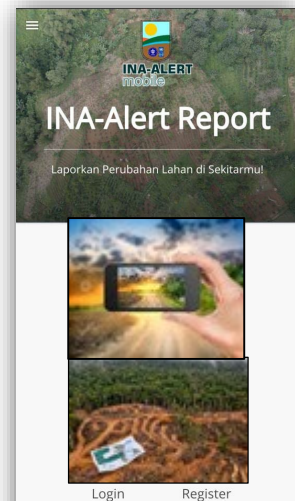 INA-ALERT
mobile
INA-Alert Report
Laporkan Perubahan Lahan di Sekitarmu!
Login Register